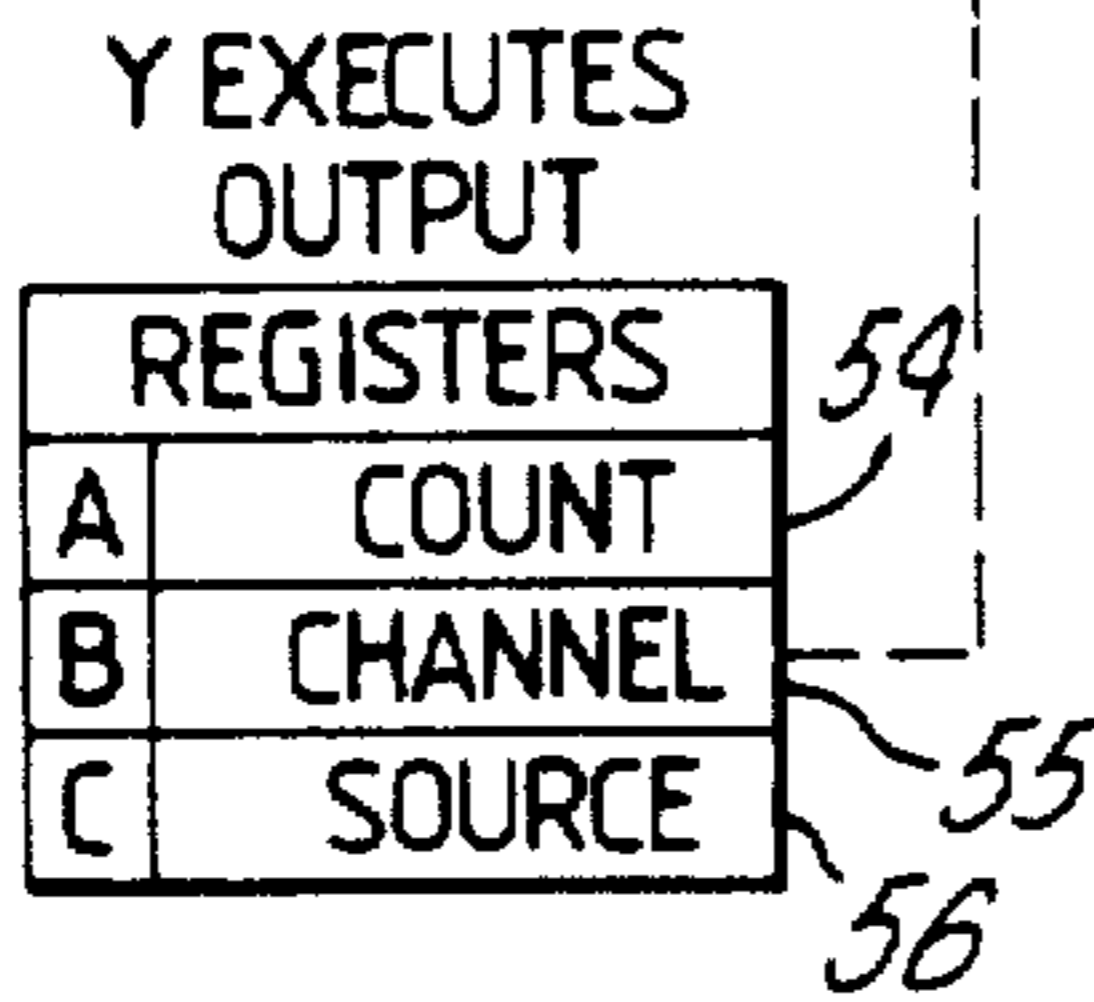 Y EXECUTES
OUTPUT
REGISTERS
54
A COUNT
B CHANNEL
55
C SOURCE
56